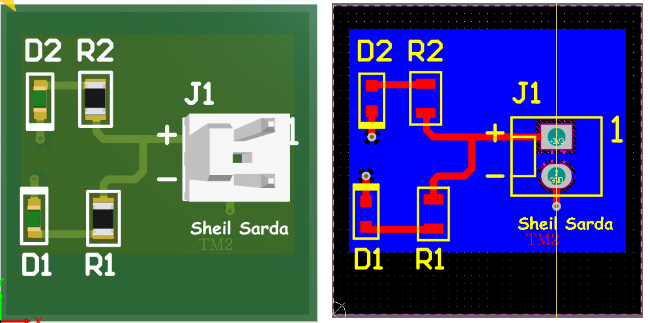 D2 R2
J1
+
1
−
Sheil Sarda
TM2
D1 R1
X
D2 R2
J1
+
1
−
Sheil Sarda
TM2
D1 R1